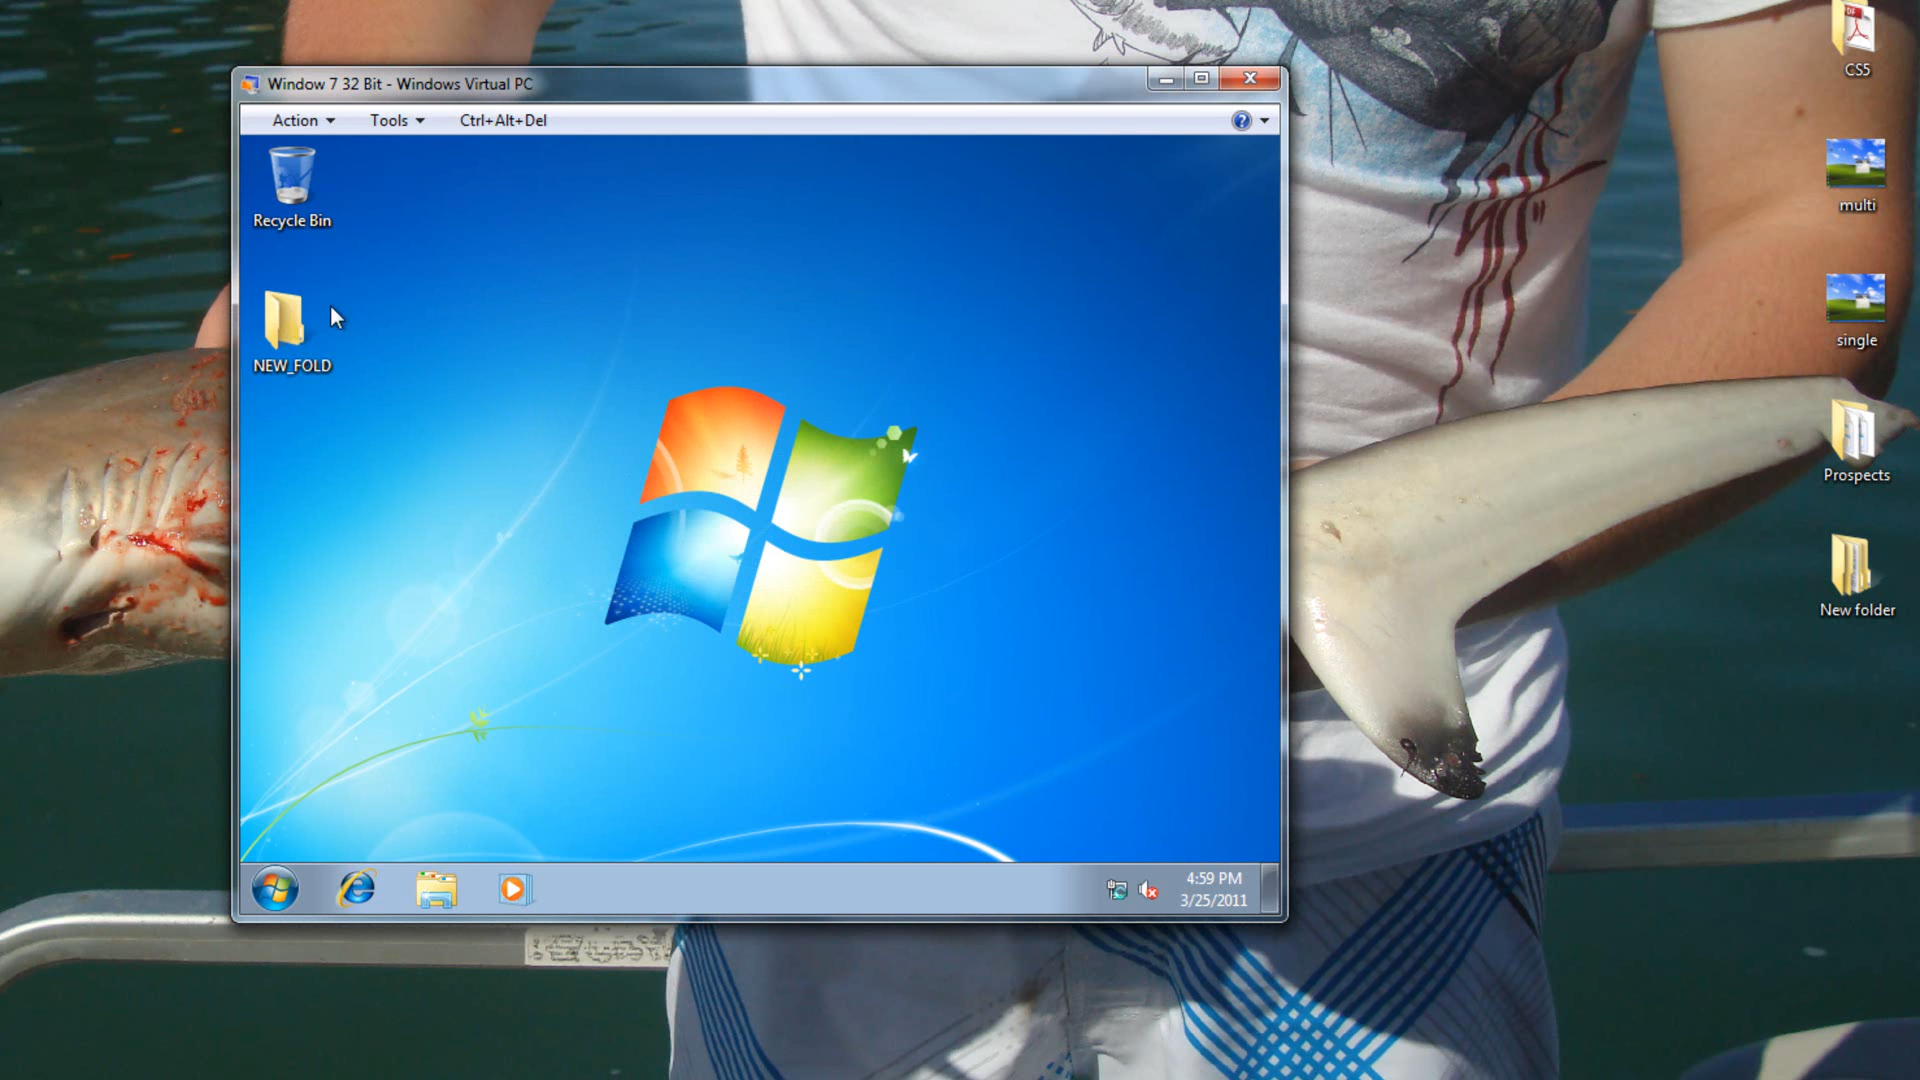 CS5
Window 7 32 Bit - Windows Virtual PC
Action Tools Ctrl+Alt+Del
Recycle Bin
multi
NEW_FOLD
single
Prospects
New folder
4:59 PM
3/25/2011